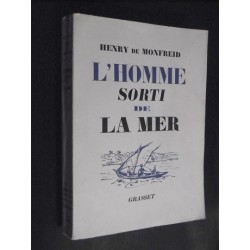 HENRY DE MONFREID
L'HOMME
SORTI
DE
LA MER
GRASSET